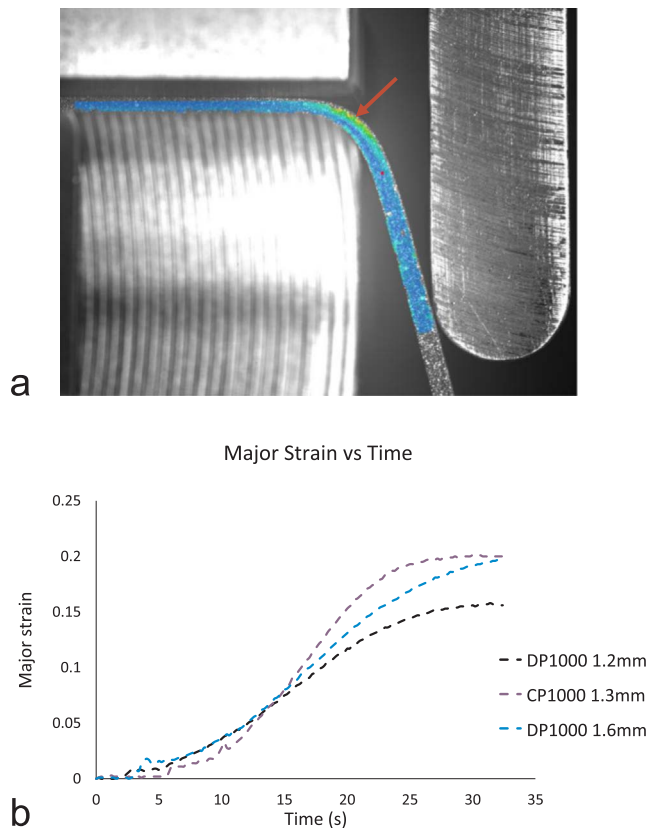 a
Major Strain vs Time
0.25
0.2
0.15
0.1
0.05
0
Major strain
0 5 10 15 20 25 30 35
Time (s)
DP1000 1.2mm
CP1000 1.3mm
DP1000 1.6mm
b